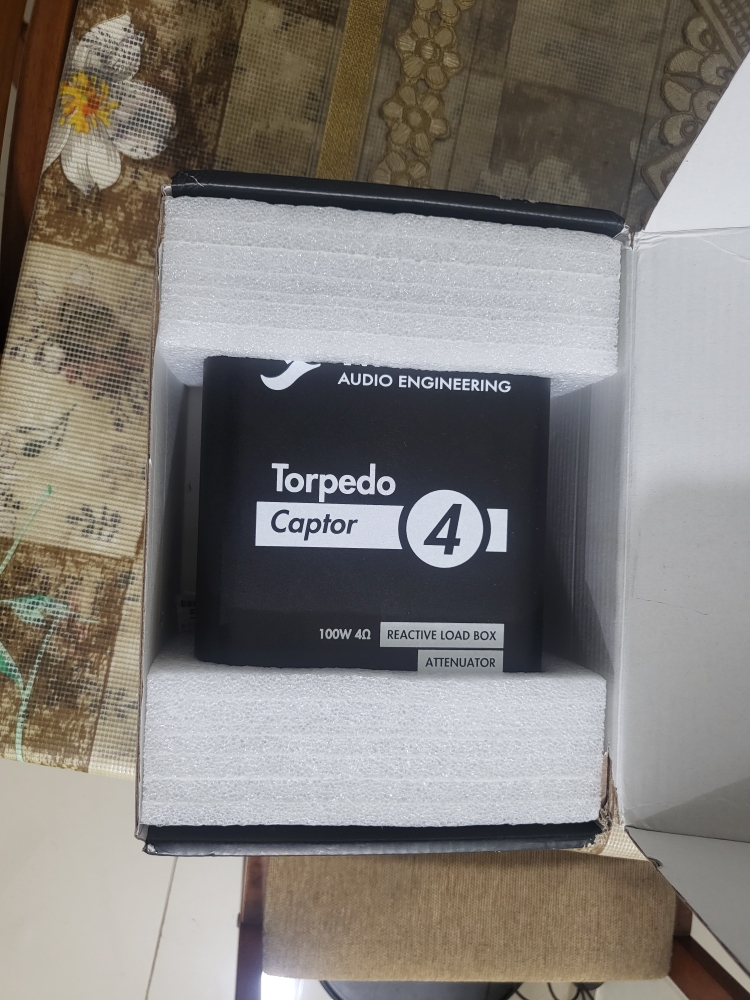 AUDIO ENGINEERING
Torpedo
Captor 4
100W 4Ω REACTIVE LOAD BOX
ATTENUATOR